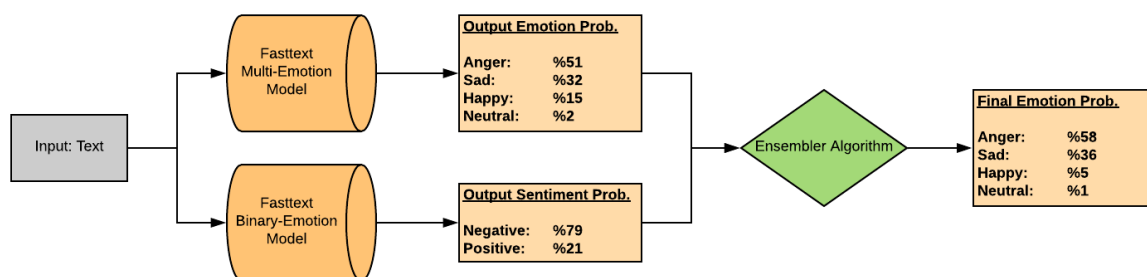 Input: Text
Fasttext
Multi-Emotion
Model
Output Emotion Prob.
Anger: %51
Sad: %32
Happy: %15
Neutral: %2
Fasttext
Binary-Emotion
Model
Output Sentiment Prob.
Negative: %79
Positive: %21
Ensembler Algorithm
Final Emotion Prob.
Anger: %58
Sad: %36
Happy: %5
Neutral: %1